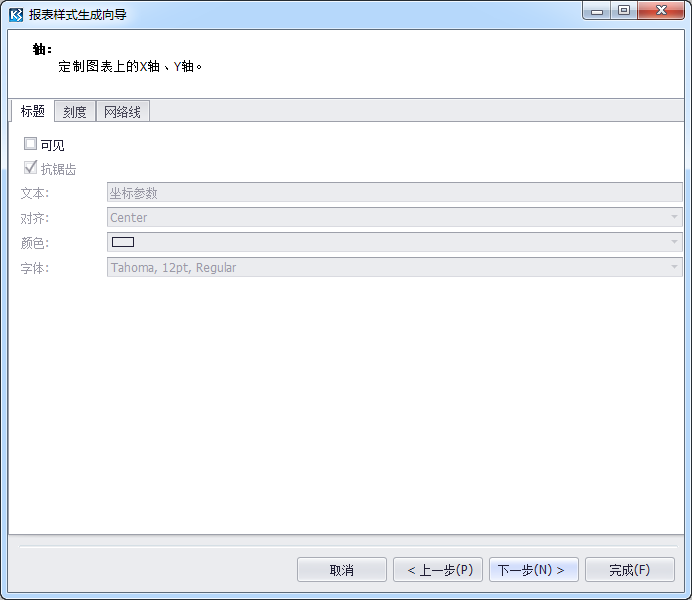 报表样式生成向导
轴：
定制图表上的X轴、Y轴。
标题 刻度 网络线
可见
抗锯齿
文本: 坐标参数
对齐: Center
颜色:
字体: Tahoma, 12pt, Regular
取消 < 上一步(P) 下一步(N) > 完成(F)